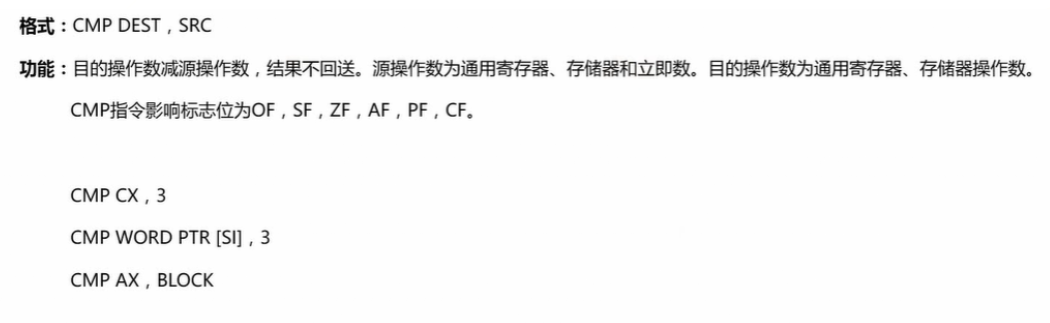 格式：CMP DEST，SRC
功能：目的操作数减源操作数，结果不回送。源操作数为通用寄存器、存储器和立即数。目的操作数为通用寄存器、存储器操作数。
CMP指令影响标志位为OF，SF，ZF，AF，PF，CF。
CMP CX，3
CMP WORD PTR [SI]，3
CMP AX，BLOCK